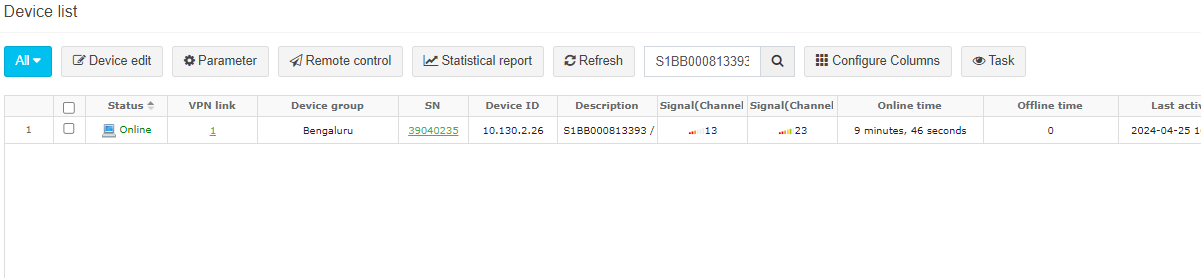 Device list
All Device edit Parameter Remote control Statistical report Refresh S1BB000813393 Configure Columns Task
Status VPN link Device group SN Device ID Description Signal(Channel Signal(Channel Online time Offline time Last activ
1 Online 1 Bengaluru 39040235 10.130.2.26 S1BB000813393 / 13 23 9 minutes, 46 seconds 0 2024-04-25 1